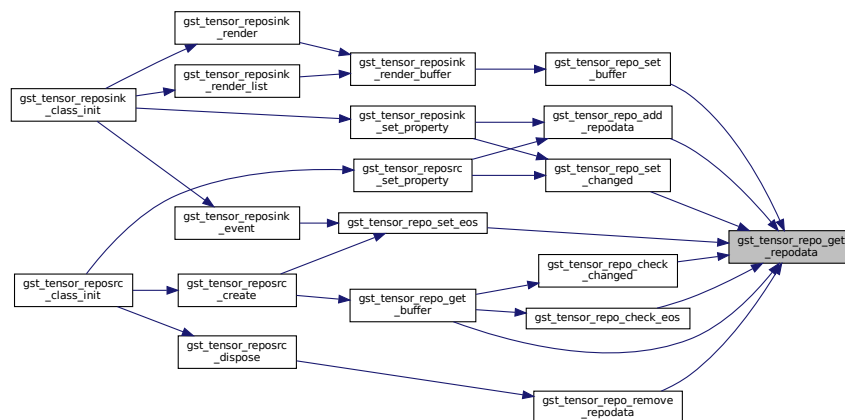 gst_tensor_reposink
_render
gst_tensor_reposink
_render_buffer
gst_tensor_repo_set
_buffer
gst_tensor_reposink
_render_list
gst_tensor_reposink
_class_init
gst_tensor_reposink
_set_property
gst_tensor_repo_add
_repodata
gst_tensor_reposrc
_set_property
gst_tensor_repo_set
_changed
gst_tensor_reposink
_event
gst_tensor_repo_set_eos
gst_tensor_repo_get
_repodata
gst_tensor_repo_check
_changed
gst_tensor_reposrc
_class_init
gst_tensor_reposrc
_create
gst_tensor_repo_get
_buffer
gst_tensor_repo_check_eos
gst_tensor_reposrc
_dispose
gst_tensor_repo_remove
_repodata